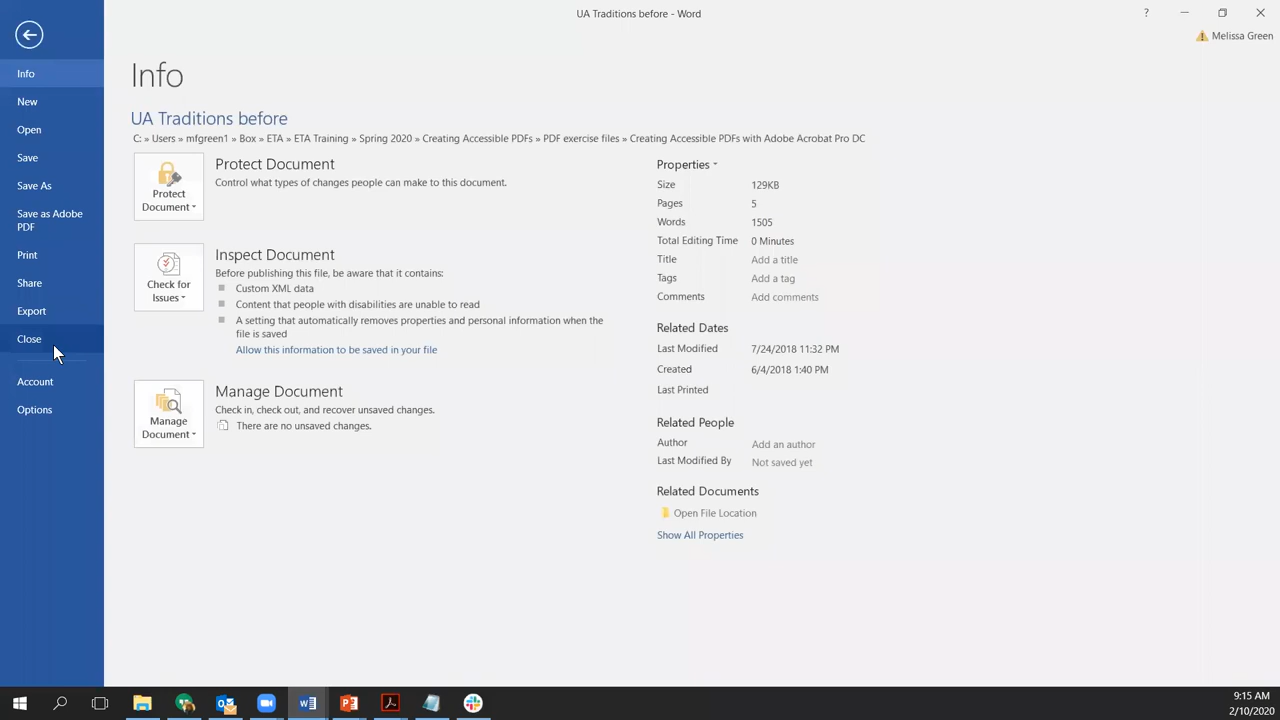 UA Traditions before - Word
?
Melissa Green
Info
New
Open
Save
Save As
Save as Adobe
PDF
Print
Share
Export
Close
Account
Options
Info
UA Traditions before
C: » Users » mfgreen1 » Box » ETA » ETA Training » Spring 2020 » Creating Accessible PDFs » PDF exercise files » Creating Accessible PDFs with Adobe Acrobat Pro DC
Protect
Document
Protect Document
Control what types of changes people can make to this document.
Check for
Issues
Inspect Document
Before publishing this file, be aware that it contains:
Custom XML data
Content that people with disabilities are unable to read
A setting that automatically removes properties and personal information when the
file is saved
Allow this information to be saved in your file
Manage
Document
Manage Document
Check in, check out, and recover unsaved changes.
There are no unsaved changes.
Properties
Size 129KB
Pages 5
Words 1505
Total Editing Time 0 Minutes
Title Add a title
Tags Add a tag
Comments Add comments
Related Dates
Last Modified 7/24/2018 11:32 PM
Created 6/4/2018 1:40 PM
Last Printed
Related People
Author Add an author
Last Modified By Not saved yet
Related Documents
Open File Location
Show All Properties
9:15 AM
2/10/2020